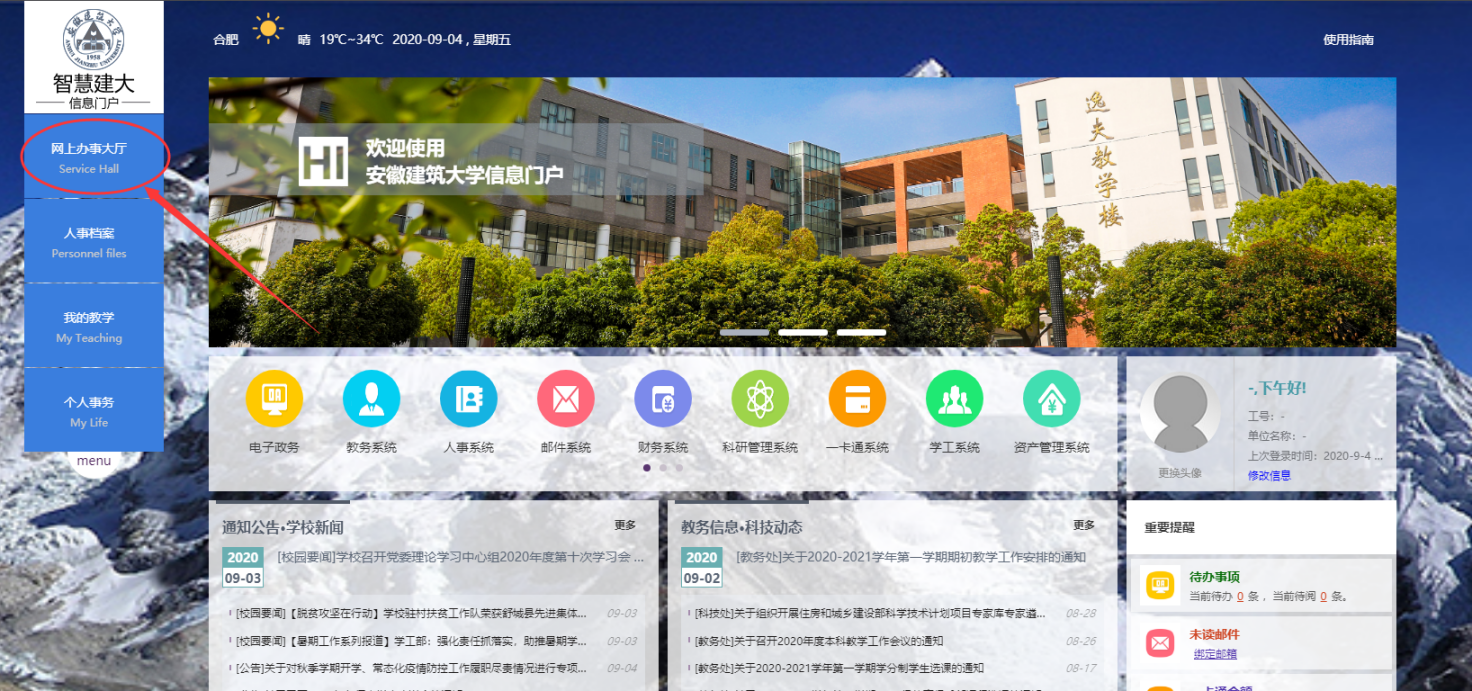 智慧建大
信息门户
网上办事大厅
Service Hall
人事档案
Personnel files
我的教学
My Teaching
个人事务
My Life
menu
合肥 晴 19℃~34℃ 2020-09-04 , 星期五
使用指南
逸夫教学楼
欢迎使用
安徽建筑大学信息门户
电子政务
教务系统
人事系统
邮件系统
财务系统
科研管理系统
一卡通系统
学工系统
资产管理系统
-,下午好!
工号: -
单位名称: -
上次登录时间: 2020-9-4 ...
更换头像
修改信息
通知公告•学校新闻
更多
2020
09-03
[校园要闻]学校召开党委理论学习中心组2020年度第十次学习会 ...
[校园要闻]【脱贫攻坚在行动】学校驻村扶贫工作队荣获舒城县先进集体... 09-03
[校园要闻]【暑期工作系列报道】学工部：强化责任抓落实，助推暑期学... 09-03
[公告]关于对秋季学期开学、常态化疫情防控工作履职尽责情况进行专项... 09-04
教务信息•科技动态
更多
2020
09-02
[教务处]关于2020-2021学年第一学期期初教学工作安排的通知
[科技处]关于组织开展住房和城乡建设部科学技术计划项目专家库专家遴... 08-28
[教务处]关于召开2020年度本科教学工作会议的通知 08-26
[教务处]关于2020-2021学年第一学期学分制学生选课的通知 08-17
重要提醒
待办事项
当前待办 0 条 ，当前待阅 0 条。
未读邮件
绑定邮箱